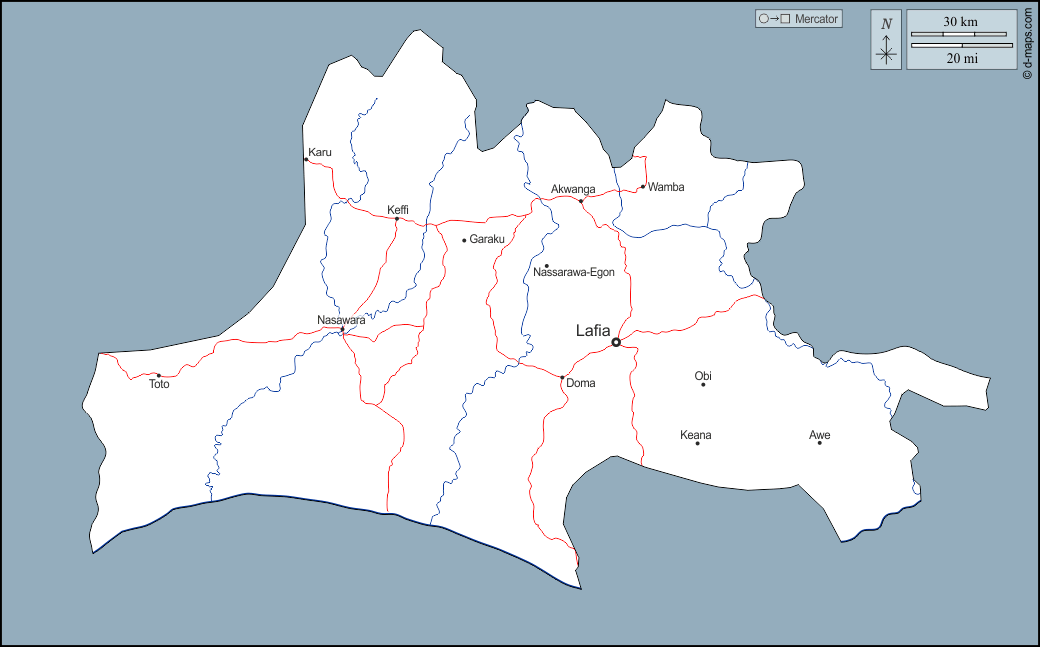 Mercator
N
30 km
20 mi
© d-maps.com
Karu
Keffi
Garaku
Akwanga
Wamba
Nassarawa-Egon
Nasawara
Lafia
Toto
Doma
Obi
Keana
Awe